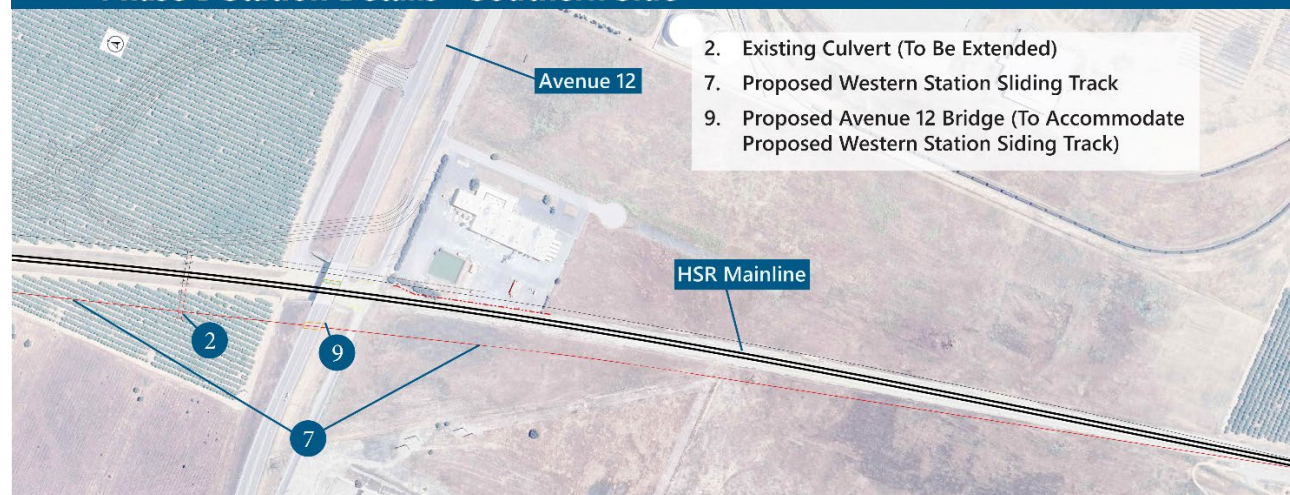 Avenue 12
2. Existing Culvert (To Be Extended)
7. Proposed Western Station Sliding Track
9. Proposed Avenue 12 Bridge (To Accommodate
Proposed Western Station Siding Track)
HSR Mainline
2
9
7